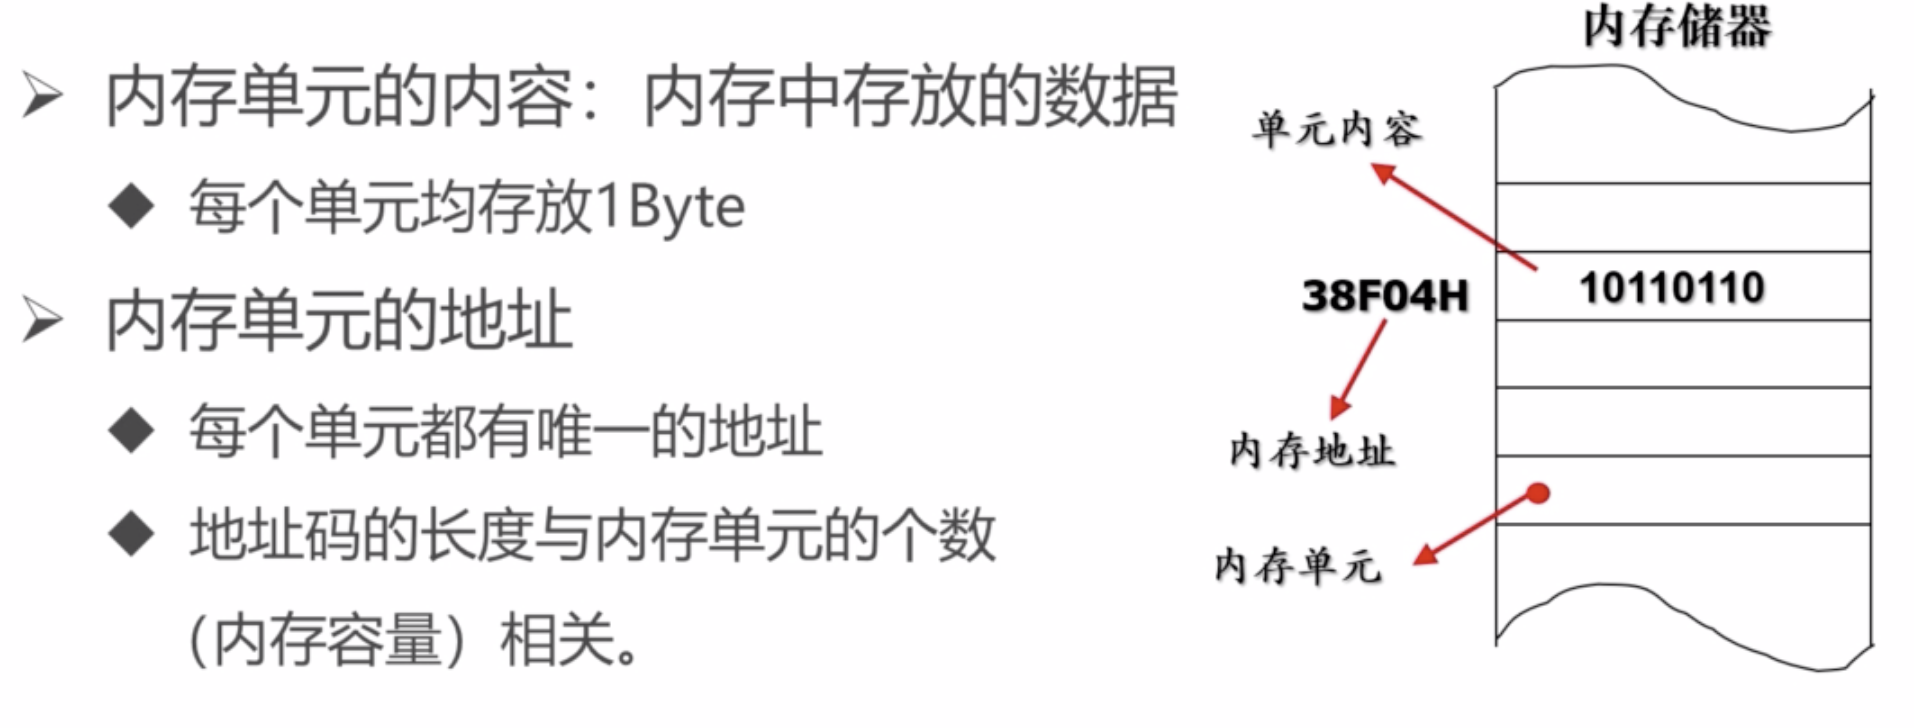 内存单元的内容：内存中存放的数据
每个单元均存放1Byte
内存单元的地址
每个单元都有唯一的地址
地址码的长度与内存单元的个数
（内存容量）相关。
内存储器
单元内容
10110110
38F04H
内存地址
内存单元